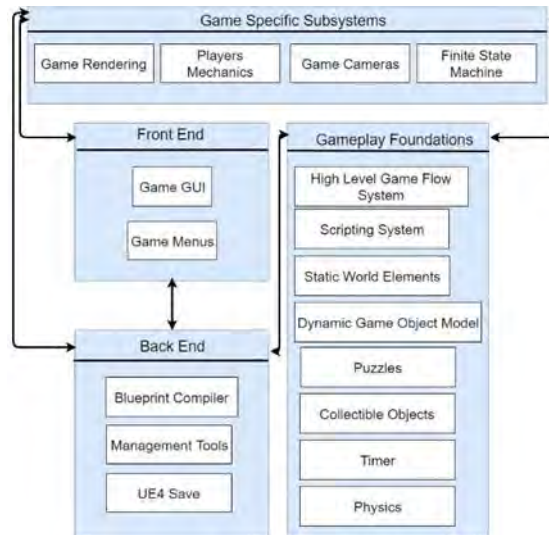 Game Specific Subsystems
Game Rendering
Players
Mechanics
Game Cameras
Finite State
Machine
Front End
Game GUI
Game Menus
Back End
Blueprint Compiler
Management Tools
UE4 Save
Gameplay Foundations
High Level Game Flow
System
Scripting System
Static World Elements
Dynamic Game Object Model
Puzzles
Collectible Objects
Timer
Physics